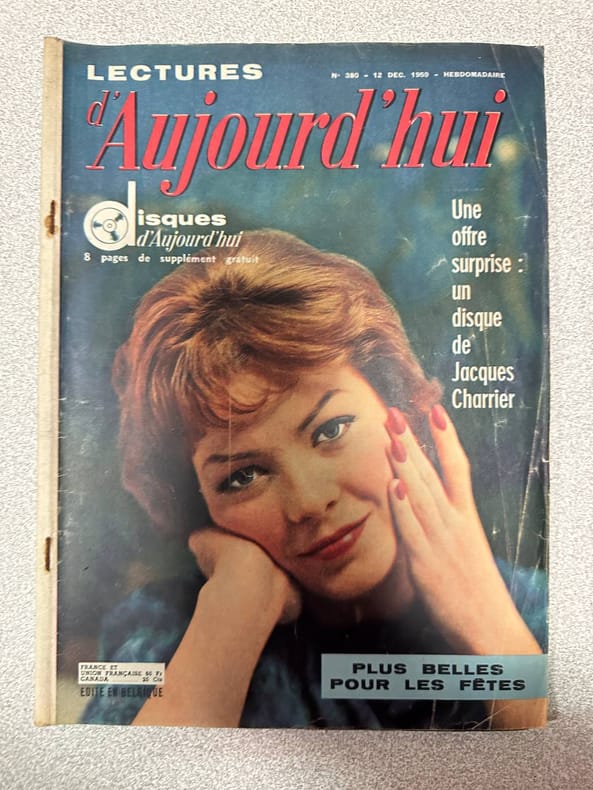 LECTURES
N° 380 - 12 DEC. 1959 - HEBDOMADAIRE
d'Aujourd'hui
disques
d'Aujourd'hui
8 pages de supplément gratuit
Une
offre
surprise :
un
disque
de
Jacques
Charrier
FRANCE ET
UNION FRANÇAISE 60 Fr
CANADA ........ 20 Cts
EDITE EN BELGIQUE
PLUS BELLES
POUR LES FÊTES